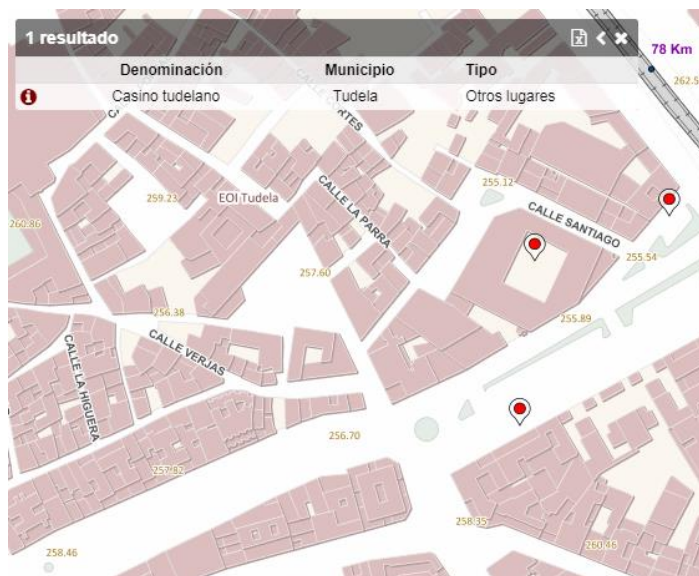 1 resultado
78 Km
262.5
Denominación Municipio Tipo
Casino tudelano Tudela Otros lugares
255.12
259.23
EOI Tudela
CALLE LA PARRA
CALLE SANTIAGO
260.86
255.54
257.60
256.38
255.89
CALLE VERJAS
CALLE LA HIGUERA
256.70
257.82
258.35
258.46
260.46